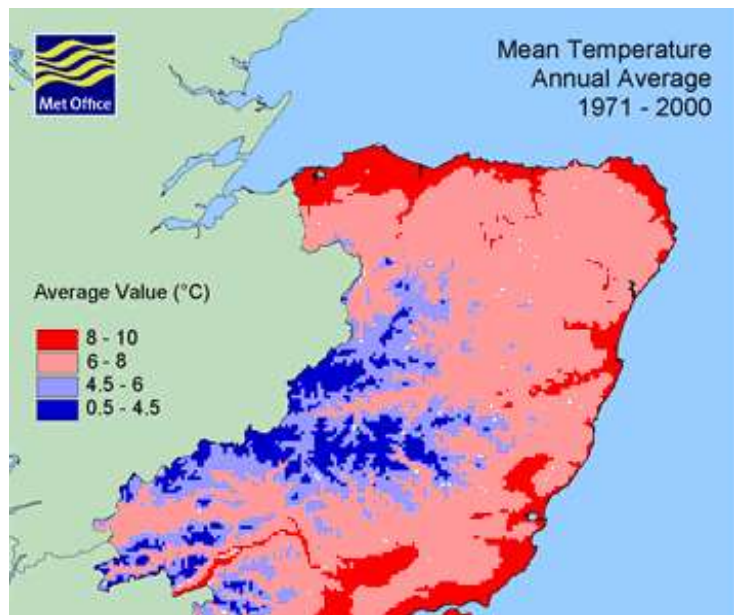 Met Office
Mean Temperature
Annual Average
1971 - 2000
Average Value (°C)
8 - 10
6 - 8
4.5 - 6
0.5 - 4.5